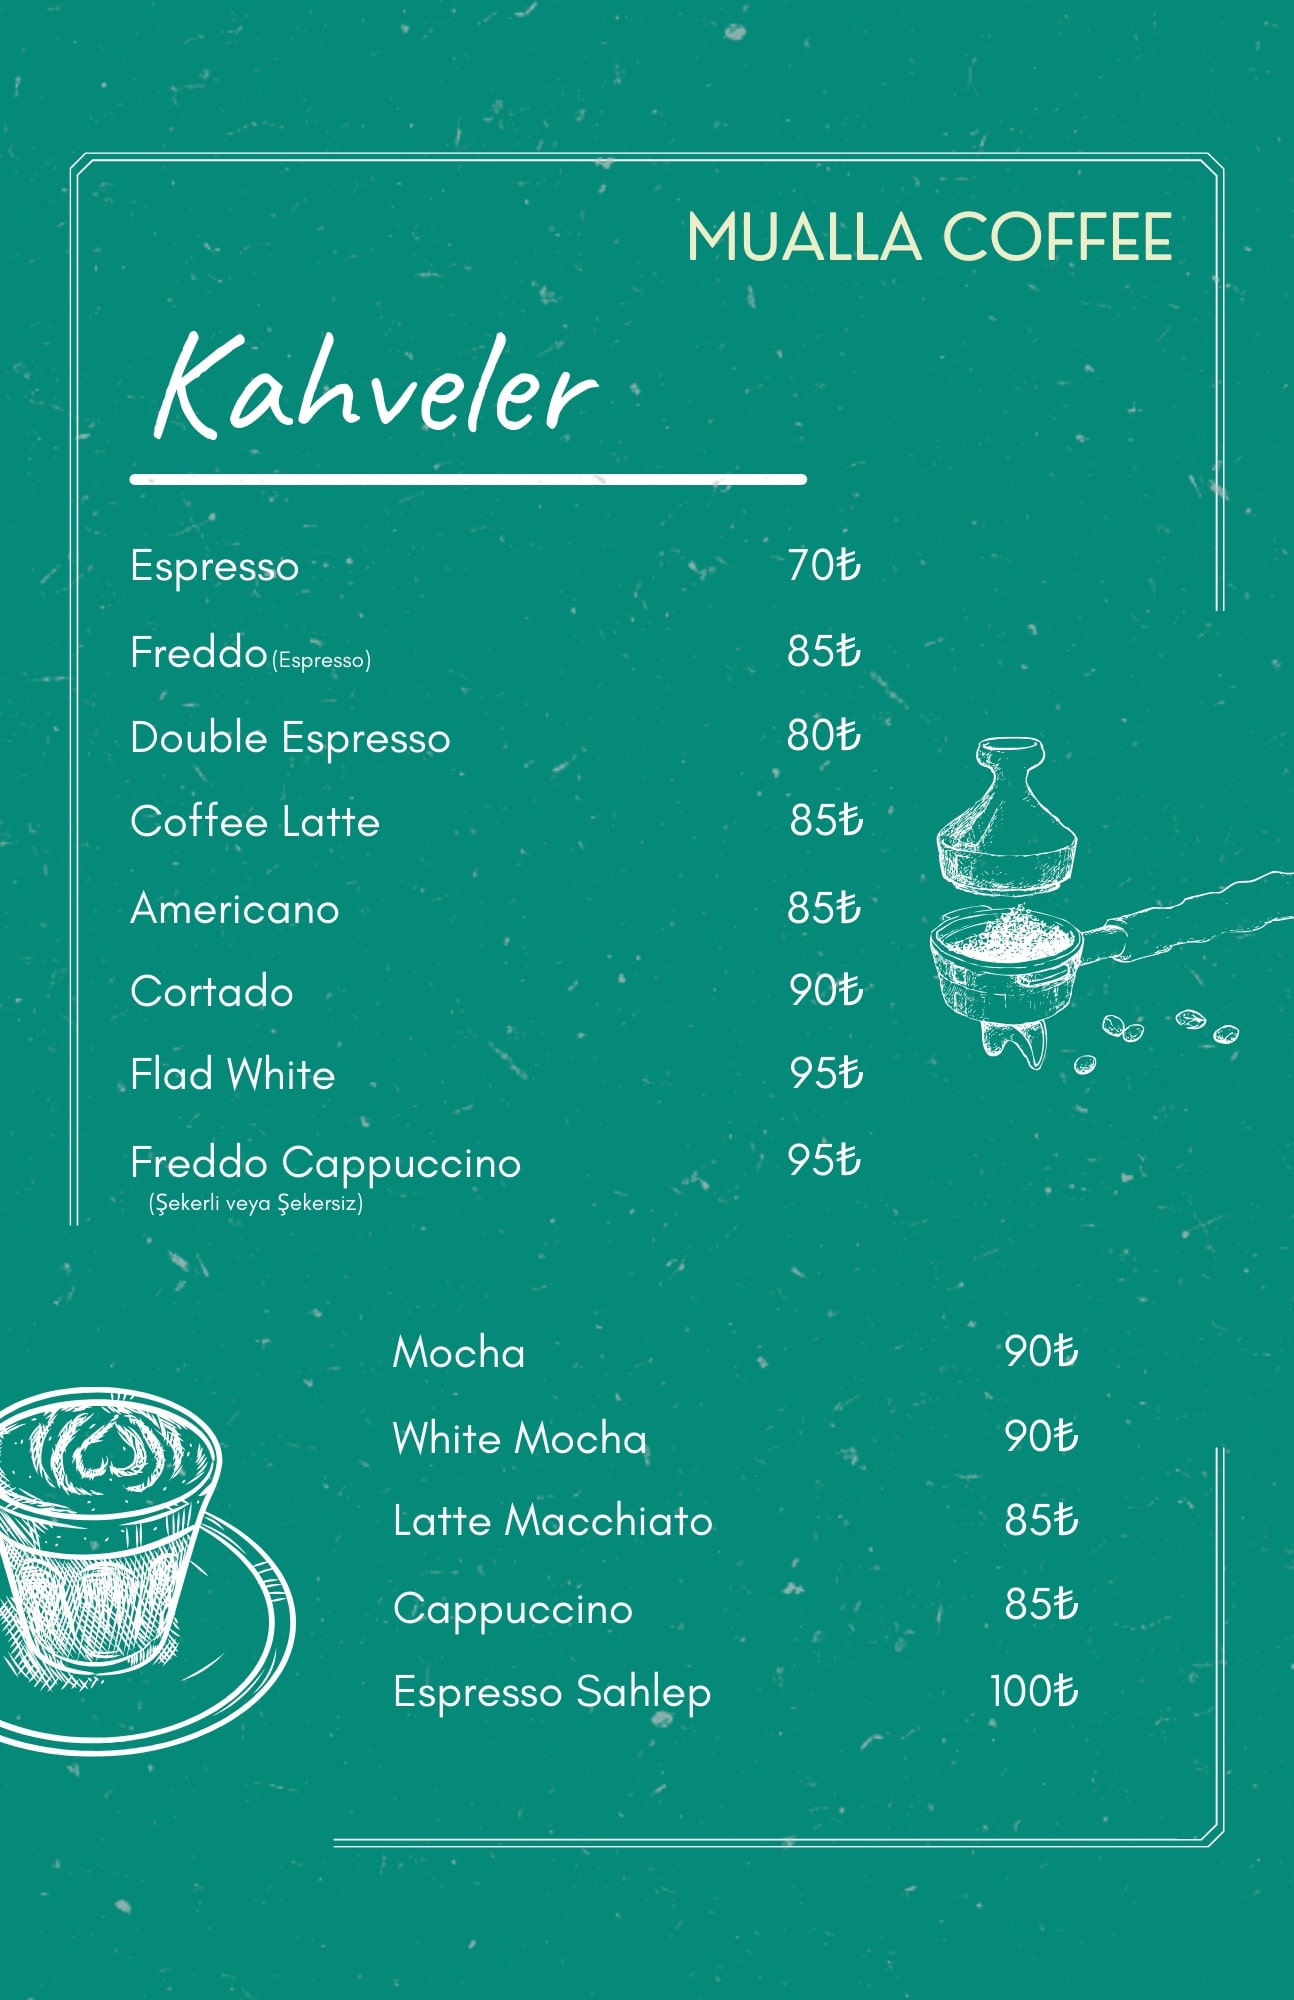 MUALLA COFFEE
Kahveler
Espresso 70₺
Freddo (Espresso) 85₺
Double Espresso 80₺
Coffee Latte 85₺
Americano 85₺
Cortado 90₺
Flad White 95₺
Freddo Cappuccino 95₺
(Şekerli veya Şekersiz)
Mocha 90₺
White Mocha 90₺
Latte Macchiato 85₺
Cappuccino 85₺
Espresso Sahlep 100₺